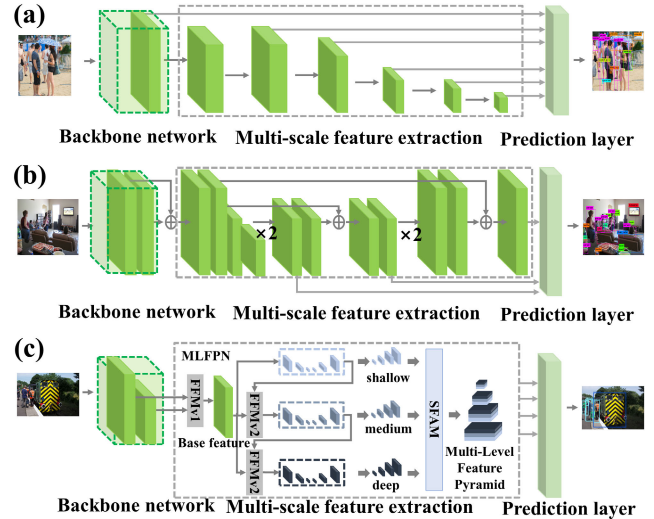 (a)
Backbone network Multi-scale feature extraction Prediction layer
(b)
×2 ×2
Backbone network Multi-scale feature extraction Prediction layer
(c)
MLFPN
FFMv1
Base feature
FFMv2
FFMv2
shallow
medium
deep
SFAM
Multi-Level
Feature
Pyramid
Backbone network Multi-scale feature extraction Prediction layer